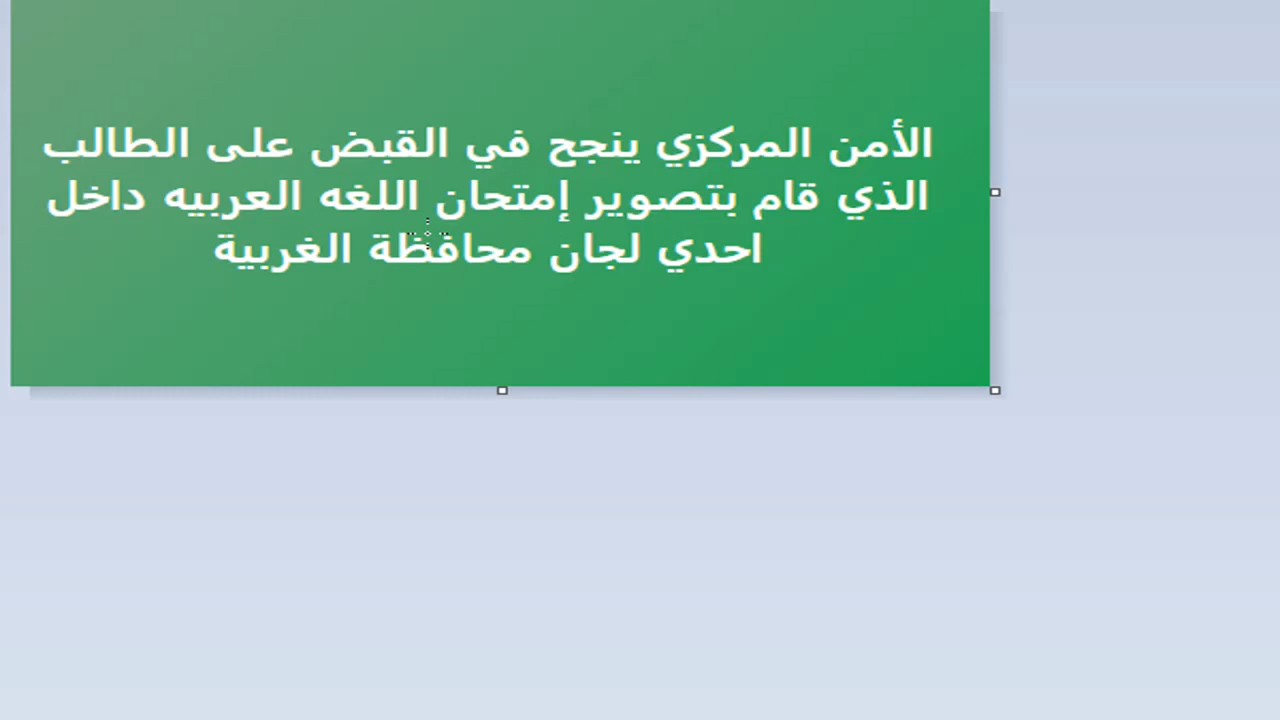 الأمن المركزي ينجح في القبض على الطالب
الذي قام بتصوير إمتحان اللغه العربيه داخل
احدي لجان محافظة الغربية